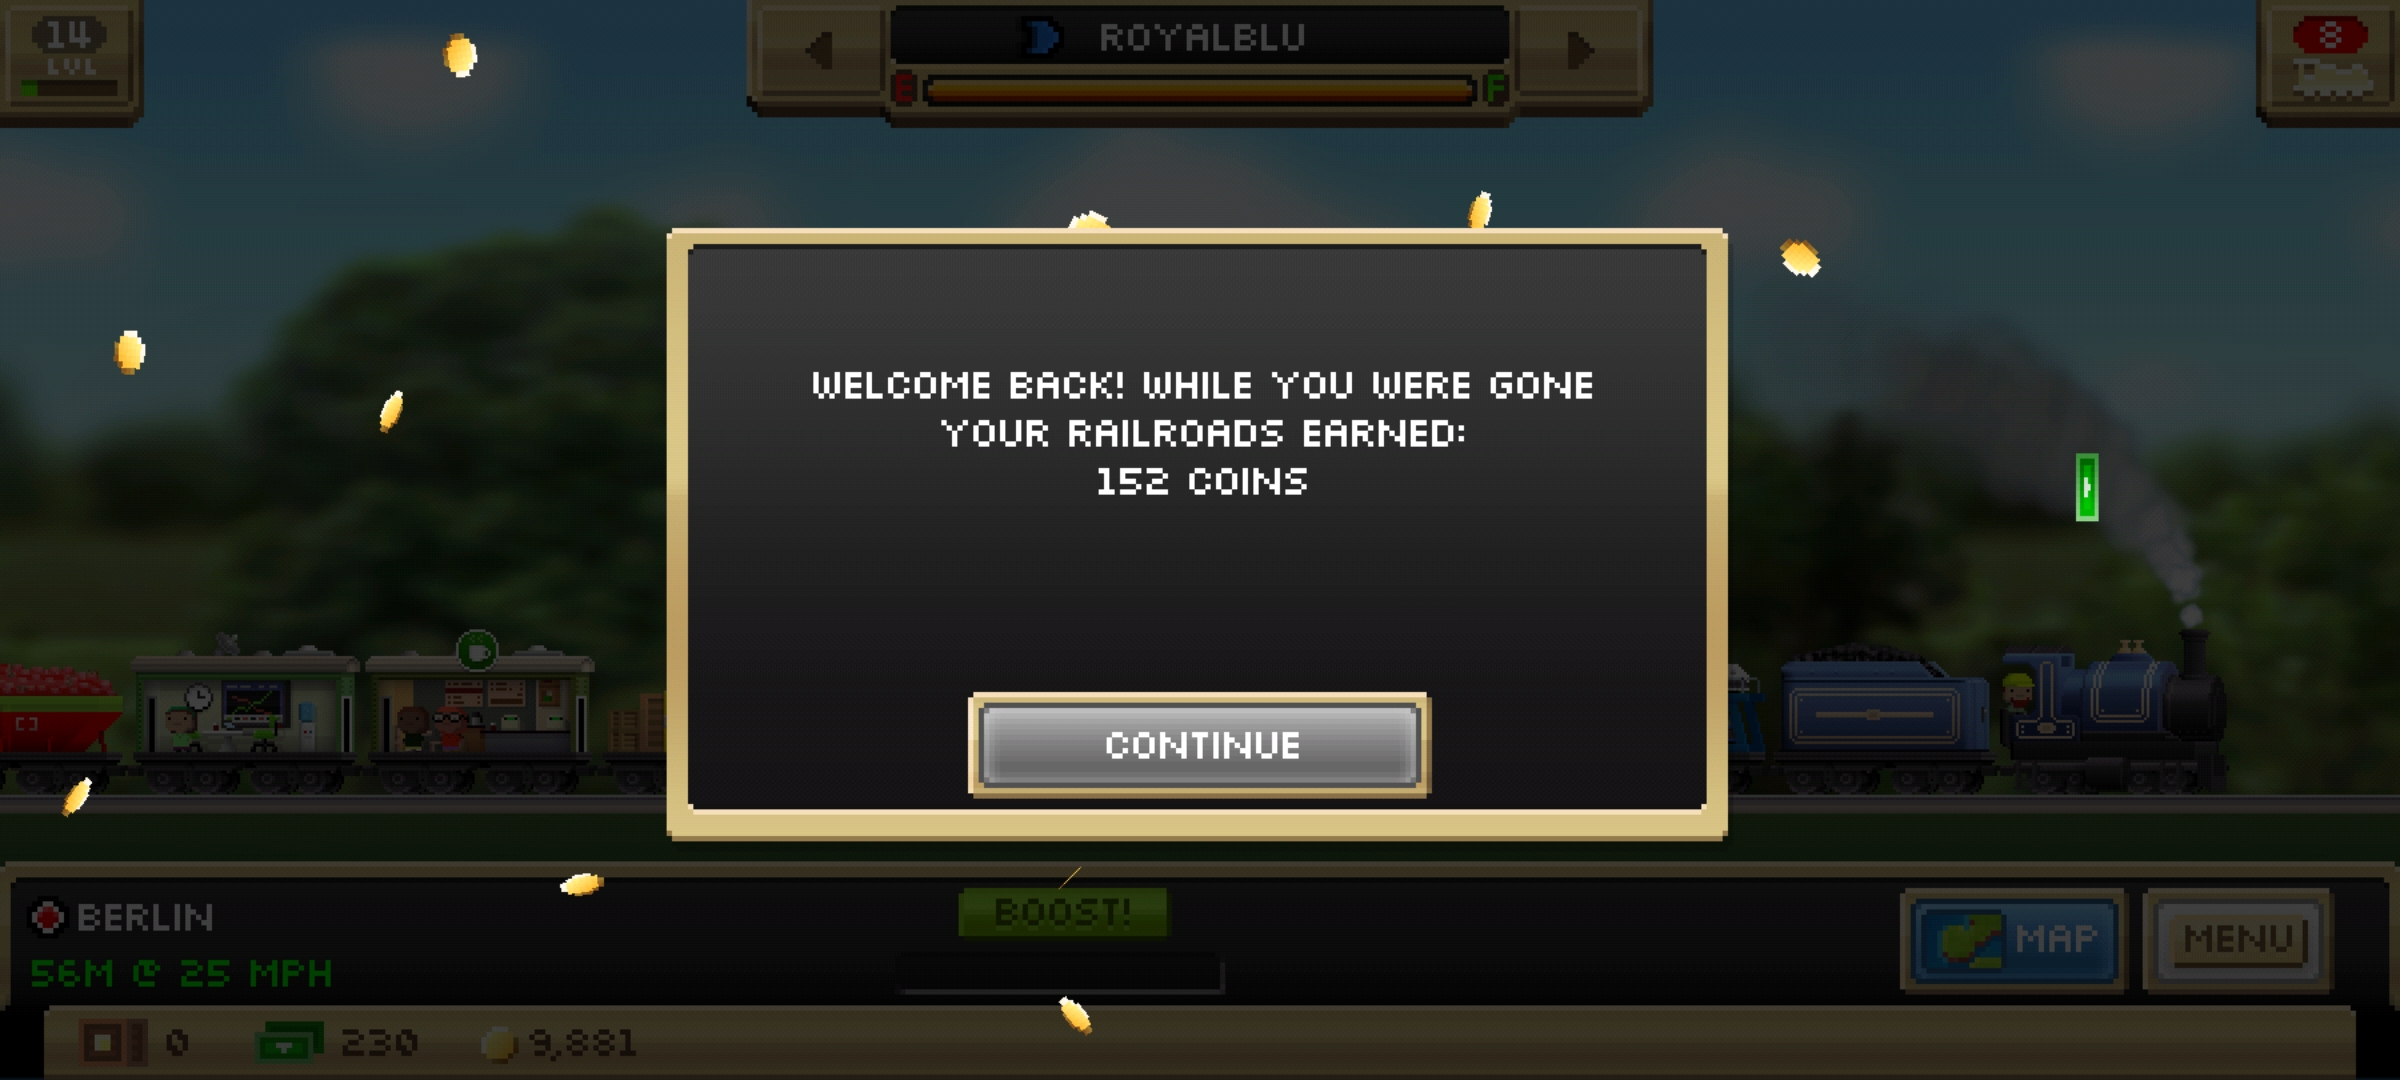 14
LVL
ROYALBLU
E
F
8
WELCOME BACK! WHILE YOU WERE GONE
YOUR RAILROADS EARNED:
152 COINS
CONTINUE
BERLIN
56M @ 25 MPH
BOOST!
MAP
MENU
0
230
9,881